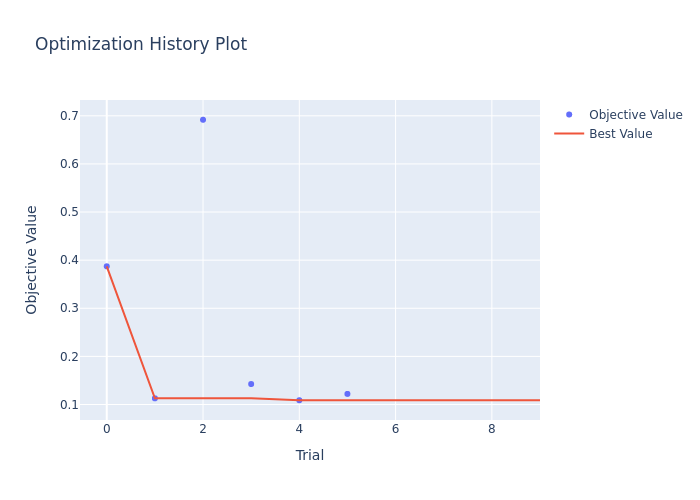 Optimization History Plot
Objective Value
Best Value
0.7
0.6
0.5
0.4
0.3
0.2
0.1
Objective Value
0 2 4 6 8
Trial